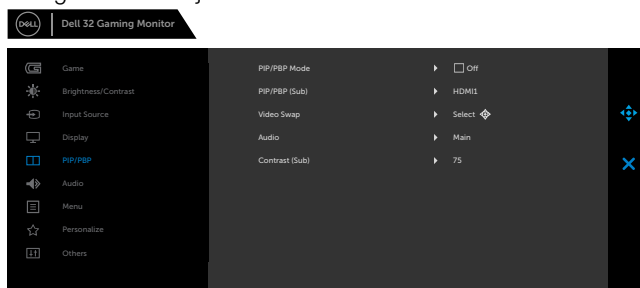 DELL Dell 32 Gaming Monitor
Game PIP/PBP Mode Off
Brightness/Contrast PIP/PBP (Sub) HDMI1
Input Source Video Swap Select
Display Audio Main
PIP/PBP Contrast (Sub) 75
Audio
Menu
Personalize
Others